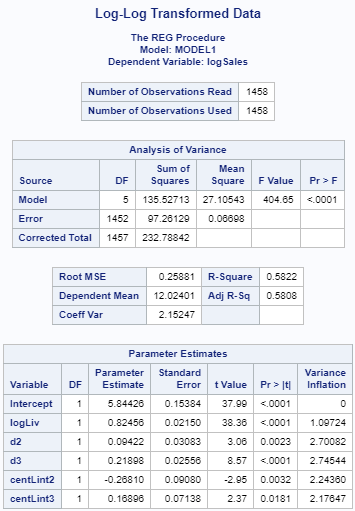 Log-Log Transformed Data
The REG Procedure
Model: MODEL1
Dependent Variable: logSales
Number of Observations Read 1458
Number of Observations Used 1458
Analysis of Variance
Source DF Sum of Squares Mean Square F Value Pr > F
Model 5 135.52713 27.10543 404.65 <.0001
Error 1452 97.26129 0.06698
Corrected Total 1457 232.78842
Root MSE 0.25881 R-Square 0.5822
Dependent Mean 12.02401 Adj R-Sq 0.5808
Coeff Var 2.15247
Parameter Estimates
Variable DF Parameter Estimate Standard Error t Value Pr > |t| Variance Inflation
Intercept 1 5.84426 0.15384 37.99 <.0001 0
logLiv 1 0.82456 0.02150 38.36 <.0001 1.09724
d2 1 0.09422 0.03083 3.06 0.0023 2.70082
d3 1 0.21898 0.02556 8.57 <.0001 2.74544
centLint2 1 -0.26810 0.09080 -2.95 0.0032 2.24360
centLint3 1 0.16896 0.07138 2.37 0.0181 2.17647